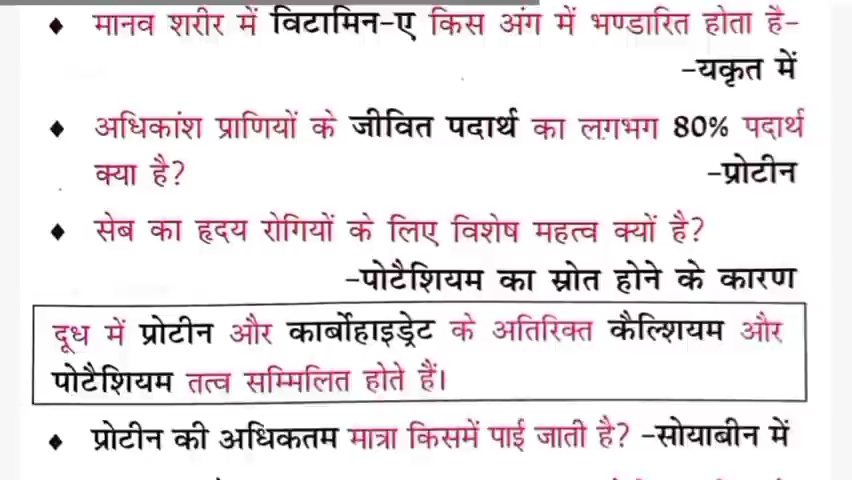 ♦ मानव शरीर में विटामिन-ए किस अंग में भण्डारित होता है-
-यकृत में
♦ अधिकांश प्राणियों के जीवित पदार्थ का लगभग 80% पदार्थ
क्या है? -प्रोटीन
♦ सेब का हृदय रोगियों के लिए विशेष महत्व क्यों है?
-पोटैशियम का स्रोत होने के कारण
दूध में प्रोटीन और कार्बोहाइड्रेट के अतिरिक्त कैल्शियम और
पोटैशियम तत्व सम्मिलित होते हैं।
♦ प्रोटीन की अधिकतम मात्रा किसमें पाई जाती है? -सोयाबीन में